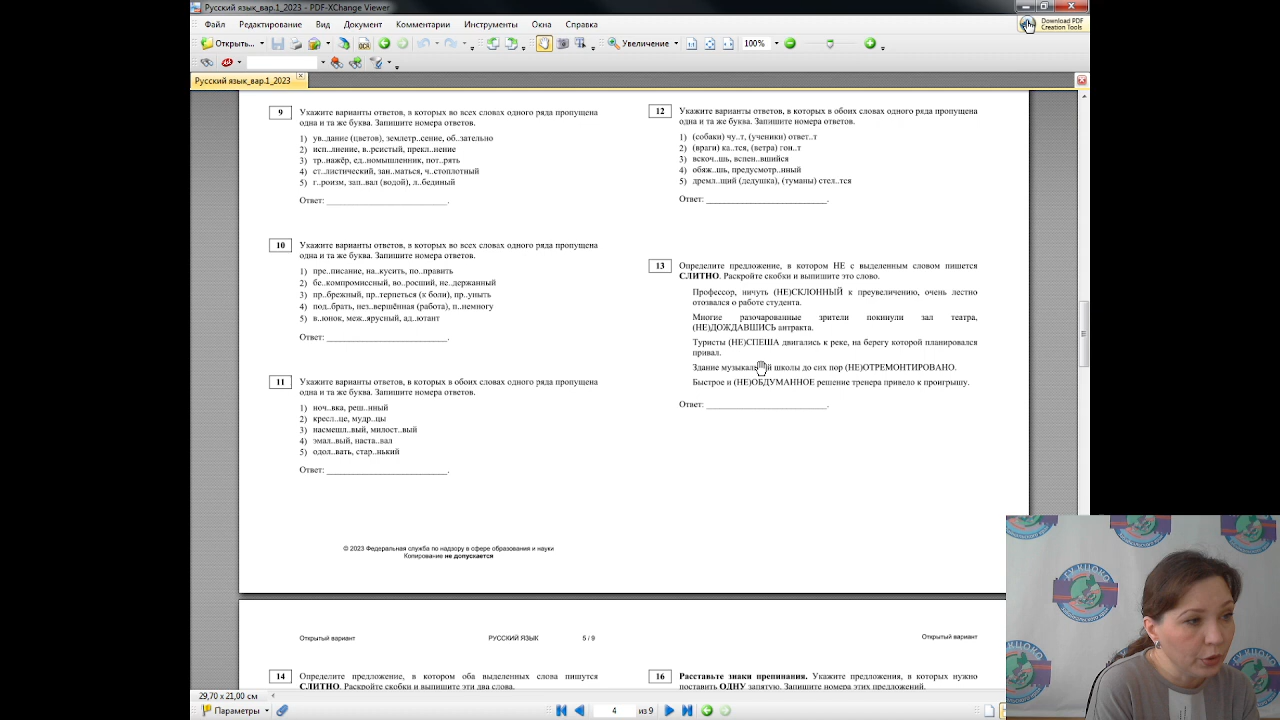 Русский язык_вар.1_2023 - PDF-XChange Viewer
Файл Редактирование Вид Документ Комментарии Инструменты Окна Справка
Download PDF
Creation Tools
Открыть... OCR Увеличение 100%
Русский язык_вар.1_2023
9 Укажите варианты ответов, в которых во всех словах одного ряда пропущена
одна и та же буква. Запишите номера ответов.
1) ув..дание (цветов), землетр..сение, об..зательно
2) исп..лнение, в..рсистый, прекл..нение
3) тр..нажёр, ед..номышленник, пот..рять
4) ст..листический, зан..маться, ч..стоплотный
5) г..роизм, зап..вал (водой), л..бединый
Ответ: ___________________________.
10 Укажите варианты ответов, в которых во всех словах одного ряда пропущена
одна и та же буква. Запишите номера ответов.
1) пре..писание, на..кусить, по..править
2) бе..компромиссный, во..росший, не..держанный
3) пр..брежный, пр..терпеться (к боли), пр..уныть
4) под..брать, нез..вершённая (работа), п..немногу
5) в..юнок, меж..ярусный, ад..ютант
Ответ: ___________________________.
11 Укажите варианты ответов, в которых в обоих словах одного ряда пропущена
одна и та же буква. Запишите номера ответов.
1) ноч..вка, реш..нный
2) кресл..це, мудр..цы
3) насмешл..вый, милост..вый
4) эмал..вый, наста..вал
5) одол..вать, стар..нький
Ответ: ___________________________.
© 2023 Федеральная служба по надзору в сфере образования и науки
Копирование не допускается
12 Укажите варианты ответов, в которых в обоих словах одного ряда пропущена
одна и та же буква. Запишите номера ответов.
1) (собаки) чу..т, (ученики) ответ..т
2) (враги) ка..тся, (ветра) гон..т
3) вскоч..шь, вспен..вшийся
4) обяж..шь, предусмотр..нный
5) дремл..щий (дедушка), (туманы) стел..тся
Ответ: ___________________________.
13 Определите предложение, в котором НЕ с выделенным словом пишется
СЛИТНО. Раскройте скобки и выпишите это слово.
Профессор, ничуть (НЕ)СКЛОННЫЙ к преувеличению, очень лестно
отозвался о работе студента.
Многие разочарованные зрители покинули зал театра,
(НЕ)ДОЖДАВШИСЬ антракта.
Туристы (НЕ)СПЕША двигались к реке, на берегу которой планировался
привал.
Здание музыкальной школы до сих пор (НЕ)ОТРЕМОНТИРОВАНО.
Быстрое и (НЕ)ОБДУМАННОЕ решение тренера привело к проигрышу.
Ответ: ___________________________.
Открытый вариант РУССКИЙ ЯЗЫК 5 / 9 Открытый вариант
14 Определите предложение, в котором оба выделенных слова пишутся
СЛИТНО. Раскройте скобки и выпишите эти два слова.
16 Расставьте знаки препинания. Укажите предложения, в которых нужно
поставить ОДНУ запятую. Запишите номера этих предложений.
29,70 x 21,00 см
Параметры 4 из 9